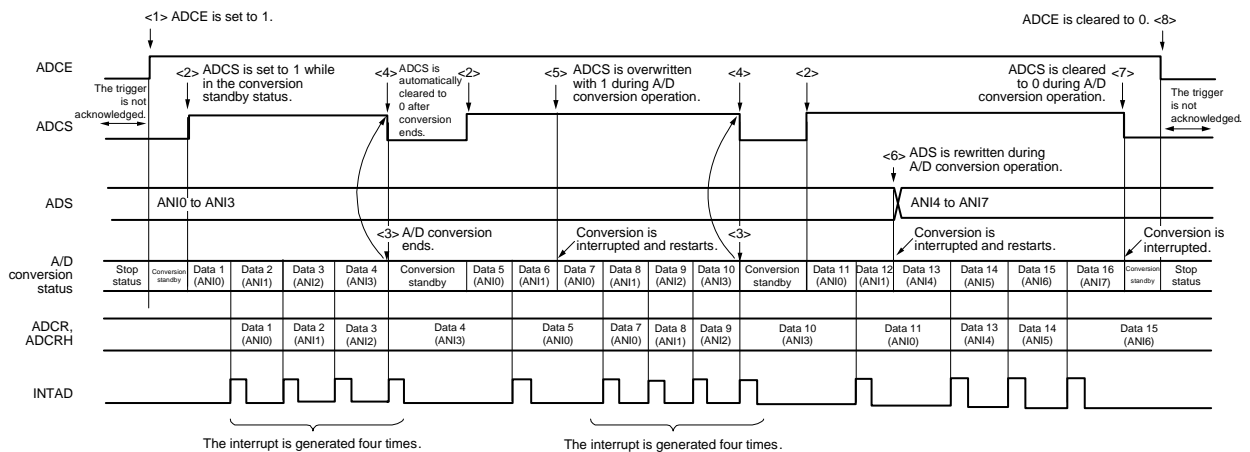 <1> ADCE is set to 1.
ADCE is cleared to 0. <8>
ADCE
The trigger
is not
acknowledged.
<2> ADCS is set to 1 while
in the conversion
standby status.
<4> ADCS is
automatically
cleared to
0 after
conversion
ends.
<2>
<5> ADCS is overwritten
with 1 during A/D
conversion operation.
<4>
<2>
ADCS is cleared <7>
to 0 during A/D
conversion operation.
The trigger
is not
acknowledged.
ADCS
<6> ADS is rewritten during
A/D conversion operation.
ADS
ANI0 to ANI3
ANI4 to ANI7
<3> A/D conversion
ends.
Conversion is
interrupted and restarts.
<3>
Conversion is
interrupted and restarts.
Conversion is
interrupted.
A/D
conversion
status
Stop
status
Conversion
standby
Data 1
(ANI0)
Data 2
(ANI1)
Data 3
(ANI2)
Data 4
(ANI3)
Conversion
standby
Data 5
(ANI0)
Data 6
(ANI1)
Data 7
(ANI0)
Data 8
(ANI1)
Data 9
(ANI2)
Data 10
(ANI3)
Conversion
standby
Data 11
(ANI0)
Data 12
(ANI1)
Data 13
(ANI4)
Data 14
(ANI5)
Data 15
(ANI6)
Data 16
(ANI7)
Conversion
standby
Stop
status
ADCR,
ADCRH
Data 1
(ANI0)
Data 2
(ANI1)
Data 3
(ANI2)
Data 4
(ANI3)
Data 5
(ANI0)
Data 7
(ANI0)
Data 8
(ANI1)
Data 9
(ANI2)
Data 10
(ANI3)
Data 11
(ANI0)
Data 13
(ANI4)
Data 14
(ANI5)
Data 15
(ANI6)
INTAD
The interrupt is generated four times.
The interrupt is generated four times.